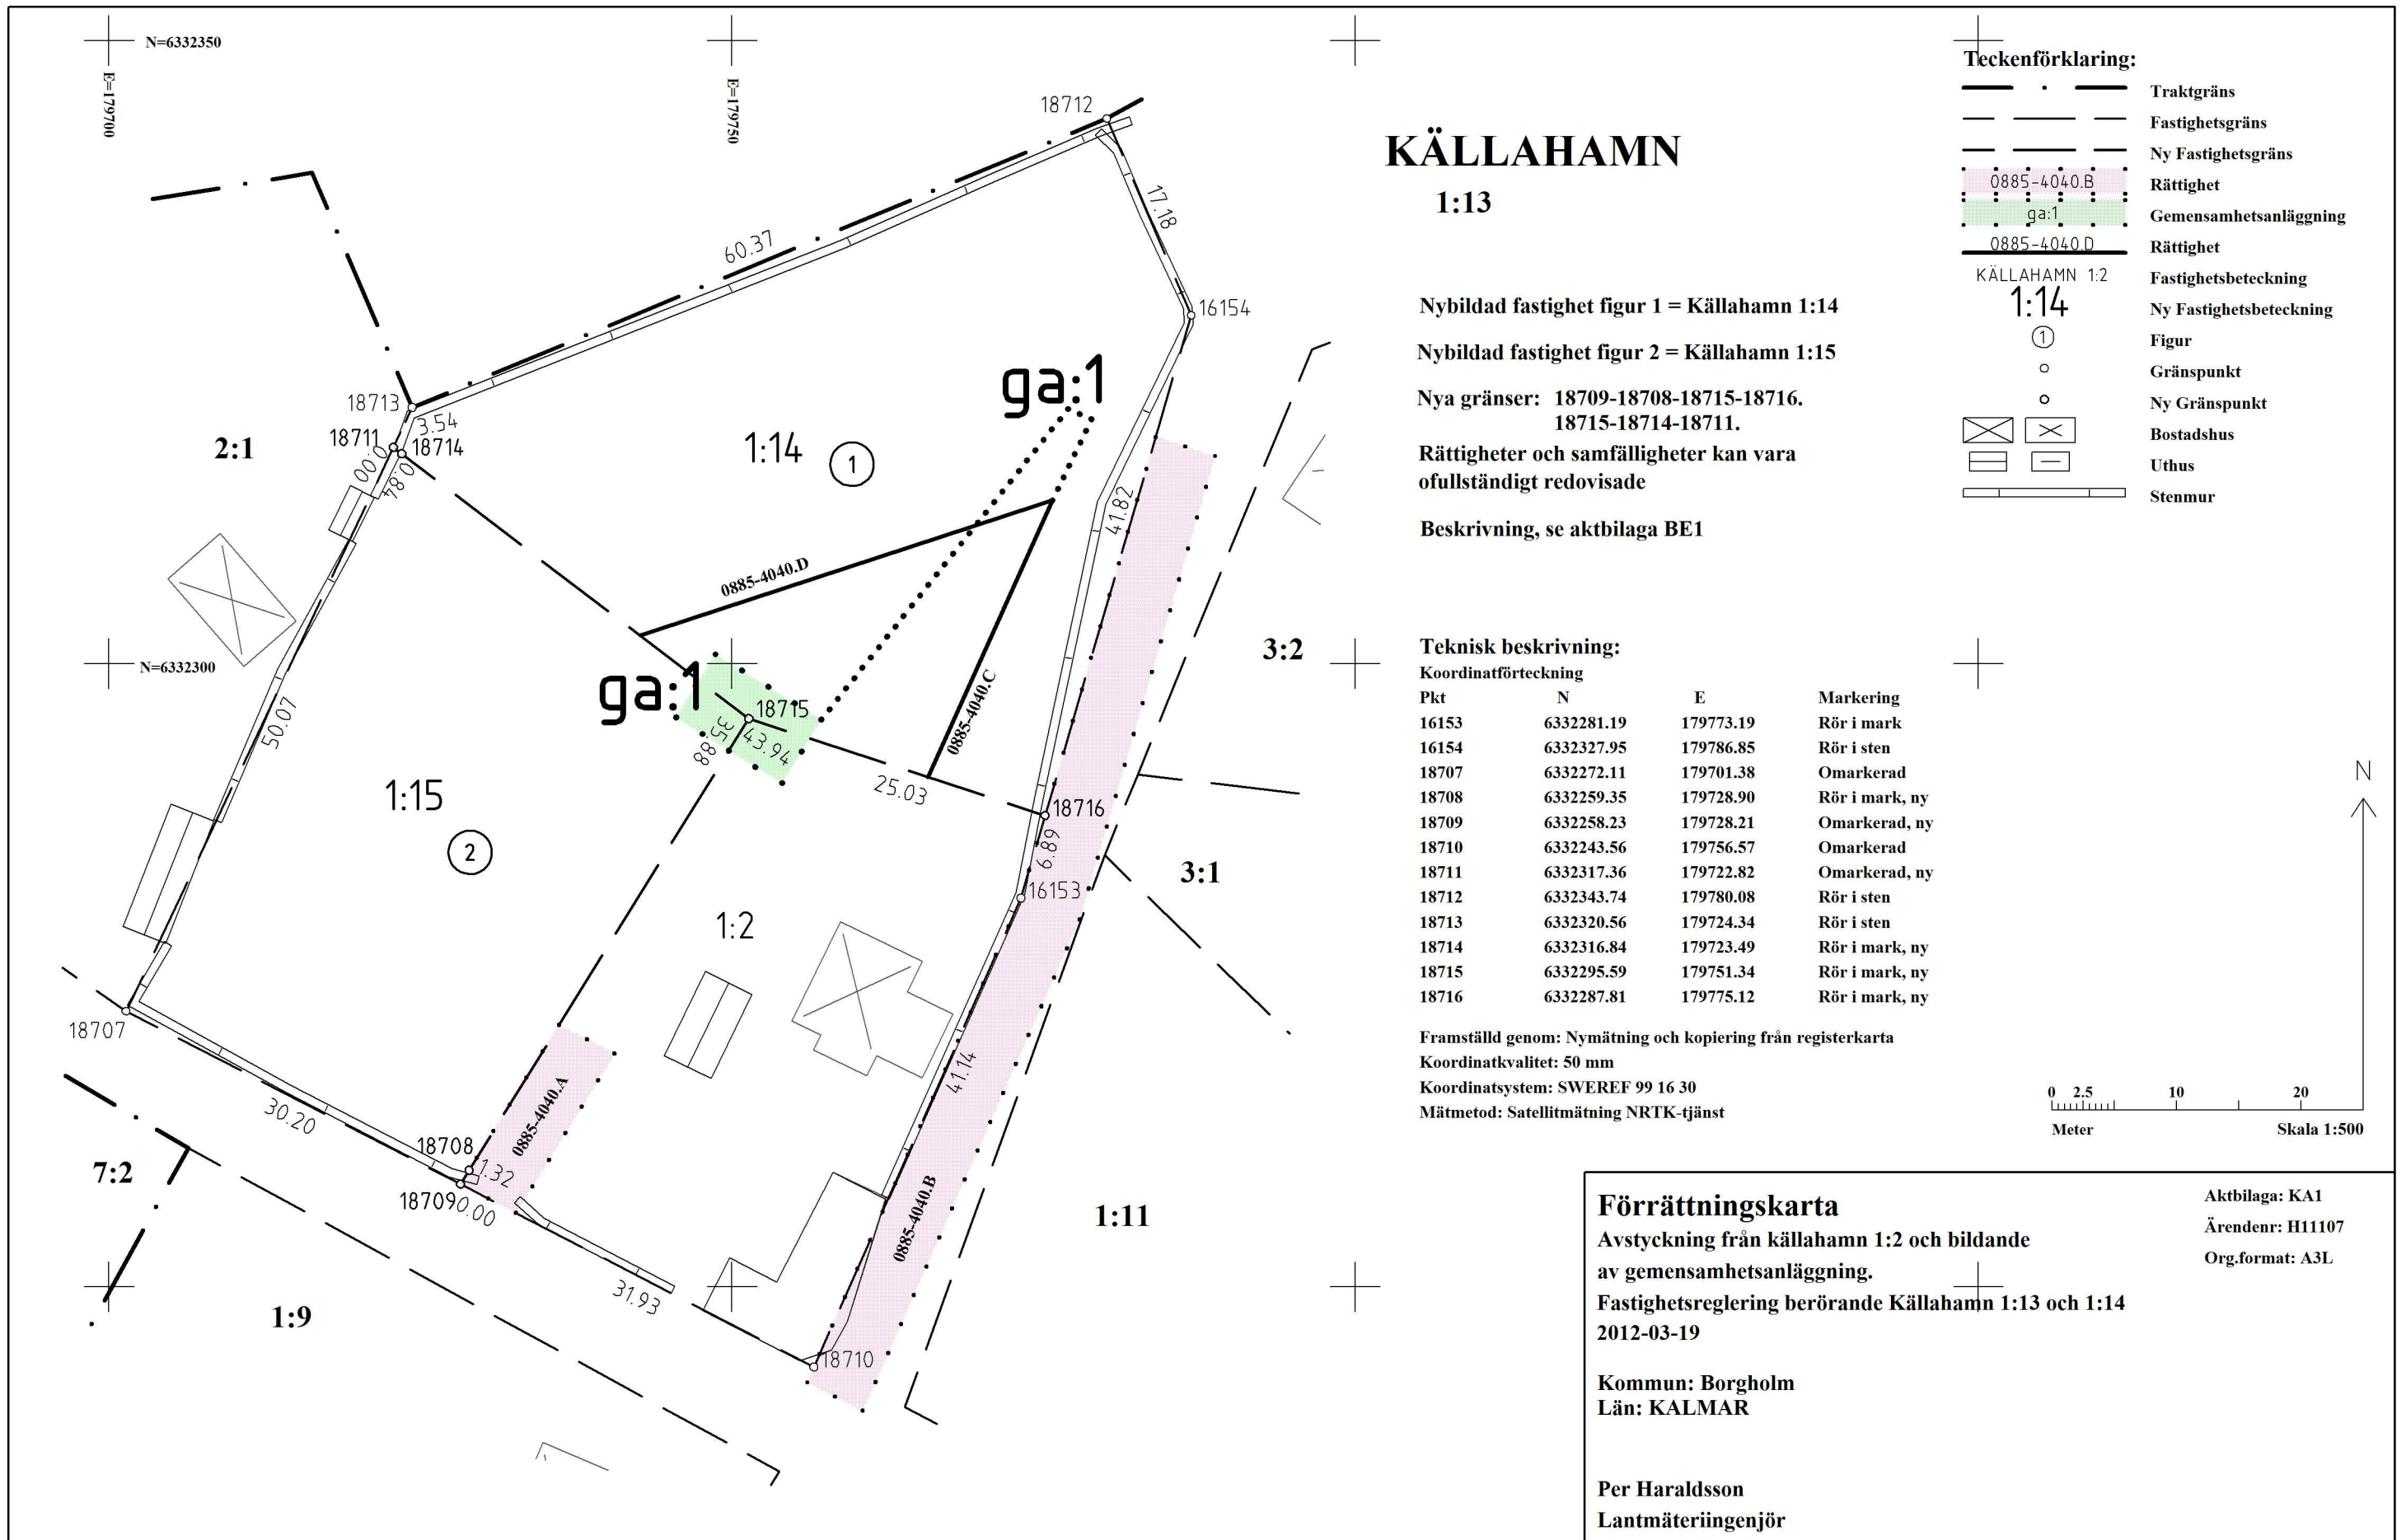 N=6332350
E=179700
E=179750
18712
17.18
60.37
16154
18713
3.54
18711
18714
0.00
0.84
2:1
ga:1
1:14
1
41.82
0885-4040.D
3:2
N=6332300
ga:1
18715
35.88
43.94
0885-4040.C
50.07
25.03
18716
1:15
6.89
2
3:1
16153
1:2
18707
41.14
30.20
0885-4040.A
18708
1.32
7:2
18709
0.00
0885-4040.B
1:11
31.93
1:9
18710
KÄLLAHAMN
1:13
Nybildad fastighet figur 1 = Källahamn 1:14
Nybildad fastighet figur 2 = Källahamn 1:15
Nya gränser: 18709-18708-18715-18716.
18715-18714-18711.
Rättigheter och samfälligheter kan vara
ofullständigt redovisade
Beskrivning, se aktbilaga BE1
Teknisk beskrivning:
Koordinatförteckning
Pkt N E Markering
16153 6332281.19 179773.19 Rör i mark
16154 6332327.95 179786.85 Rör i sten
18707 6332272.11 179701.38 Omarkerad
18708 6332259.35 179728.90 Rör i mark, ny
18709 6332258.23 179728.21 Omarkerad, ny
18710 6332243.56 179756.57 Omarkerad
18711 6332317.36 179722.82 Omarkerad, ny
18712 6332343.74 179780.08 Rör i sten
18713 6332320.56 179724.34 Rör i sten
18714 6332316.84 179723.49 Rör i mark, ny
18715 6332295.59 179751.34 Rör i mark, ny
18716 6332287.81 179775.12 Rör i mark, ny
Framställd genom: Nymätning och kopiering från registerkarta
Koordinatkvalitet: 50 mm
Koordinatsystem: SWEREF 99 16 30
Mätmetod: Satellitmätning NRTK-tjänst
Teckenförklaring:
Traktgräns
Fastighetsgräns
Ny Fastighetsgräns
0885-4040.B Rättighet
ga:1 Gemensamhetsanläggning
0885-4040.D Rättighet
KÄLLAHAMN 1:2 Fastighetsbeteckning
1:14 Ny Fastighetsbeteckning
1 Figur
Gränspunkt
Ny Gränspunkt
Bostadshus
Uthus
Stenmur
N
0 2.5 10 20
Meter Skala 1:500
Förrättningskarta
Avstyckning från källahamn 1:2 och bildande
av gemensamhetsanläggning.
Fastighetsreglering berörande Källahamn 1:13 och 1:14
2012-03-19
Kommun: Borgholm
Län: KALMAR
Per Haraldsson
Lantmäteriingenjör
Aktbilaga: KA1
Ärendenr: H11107
Org.format: A3L